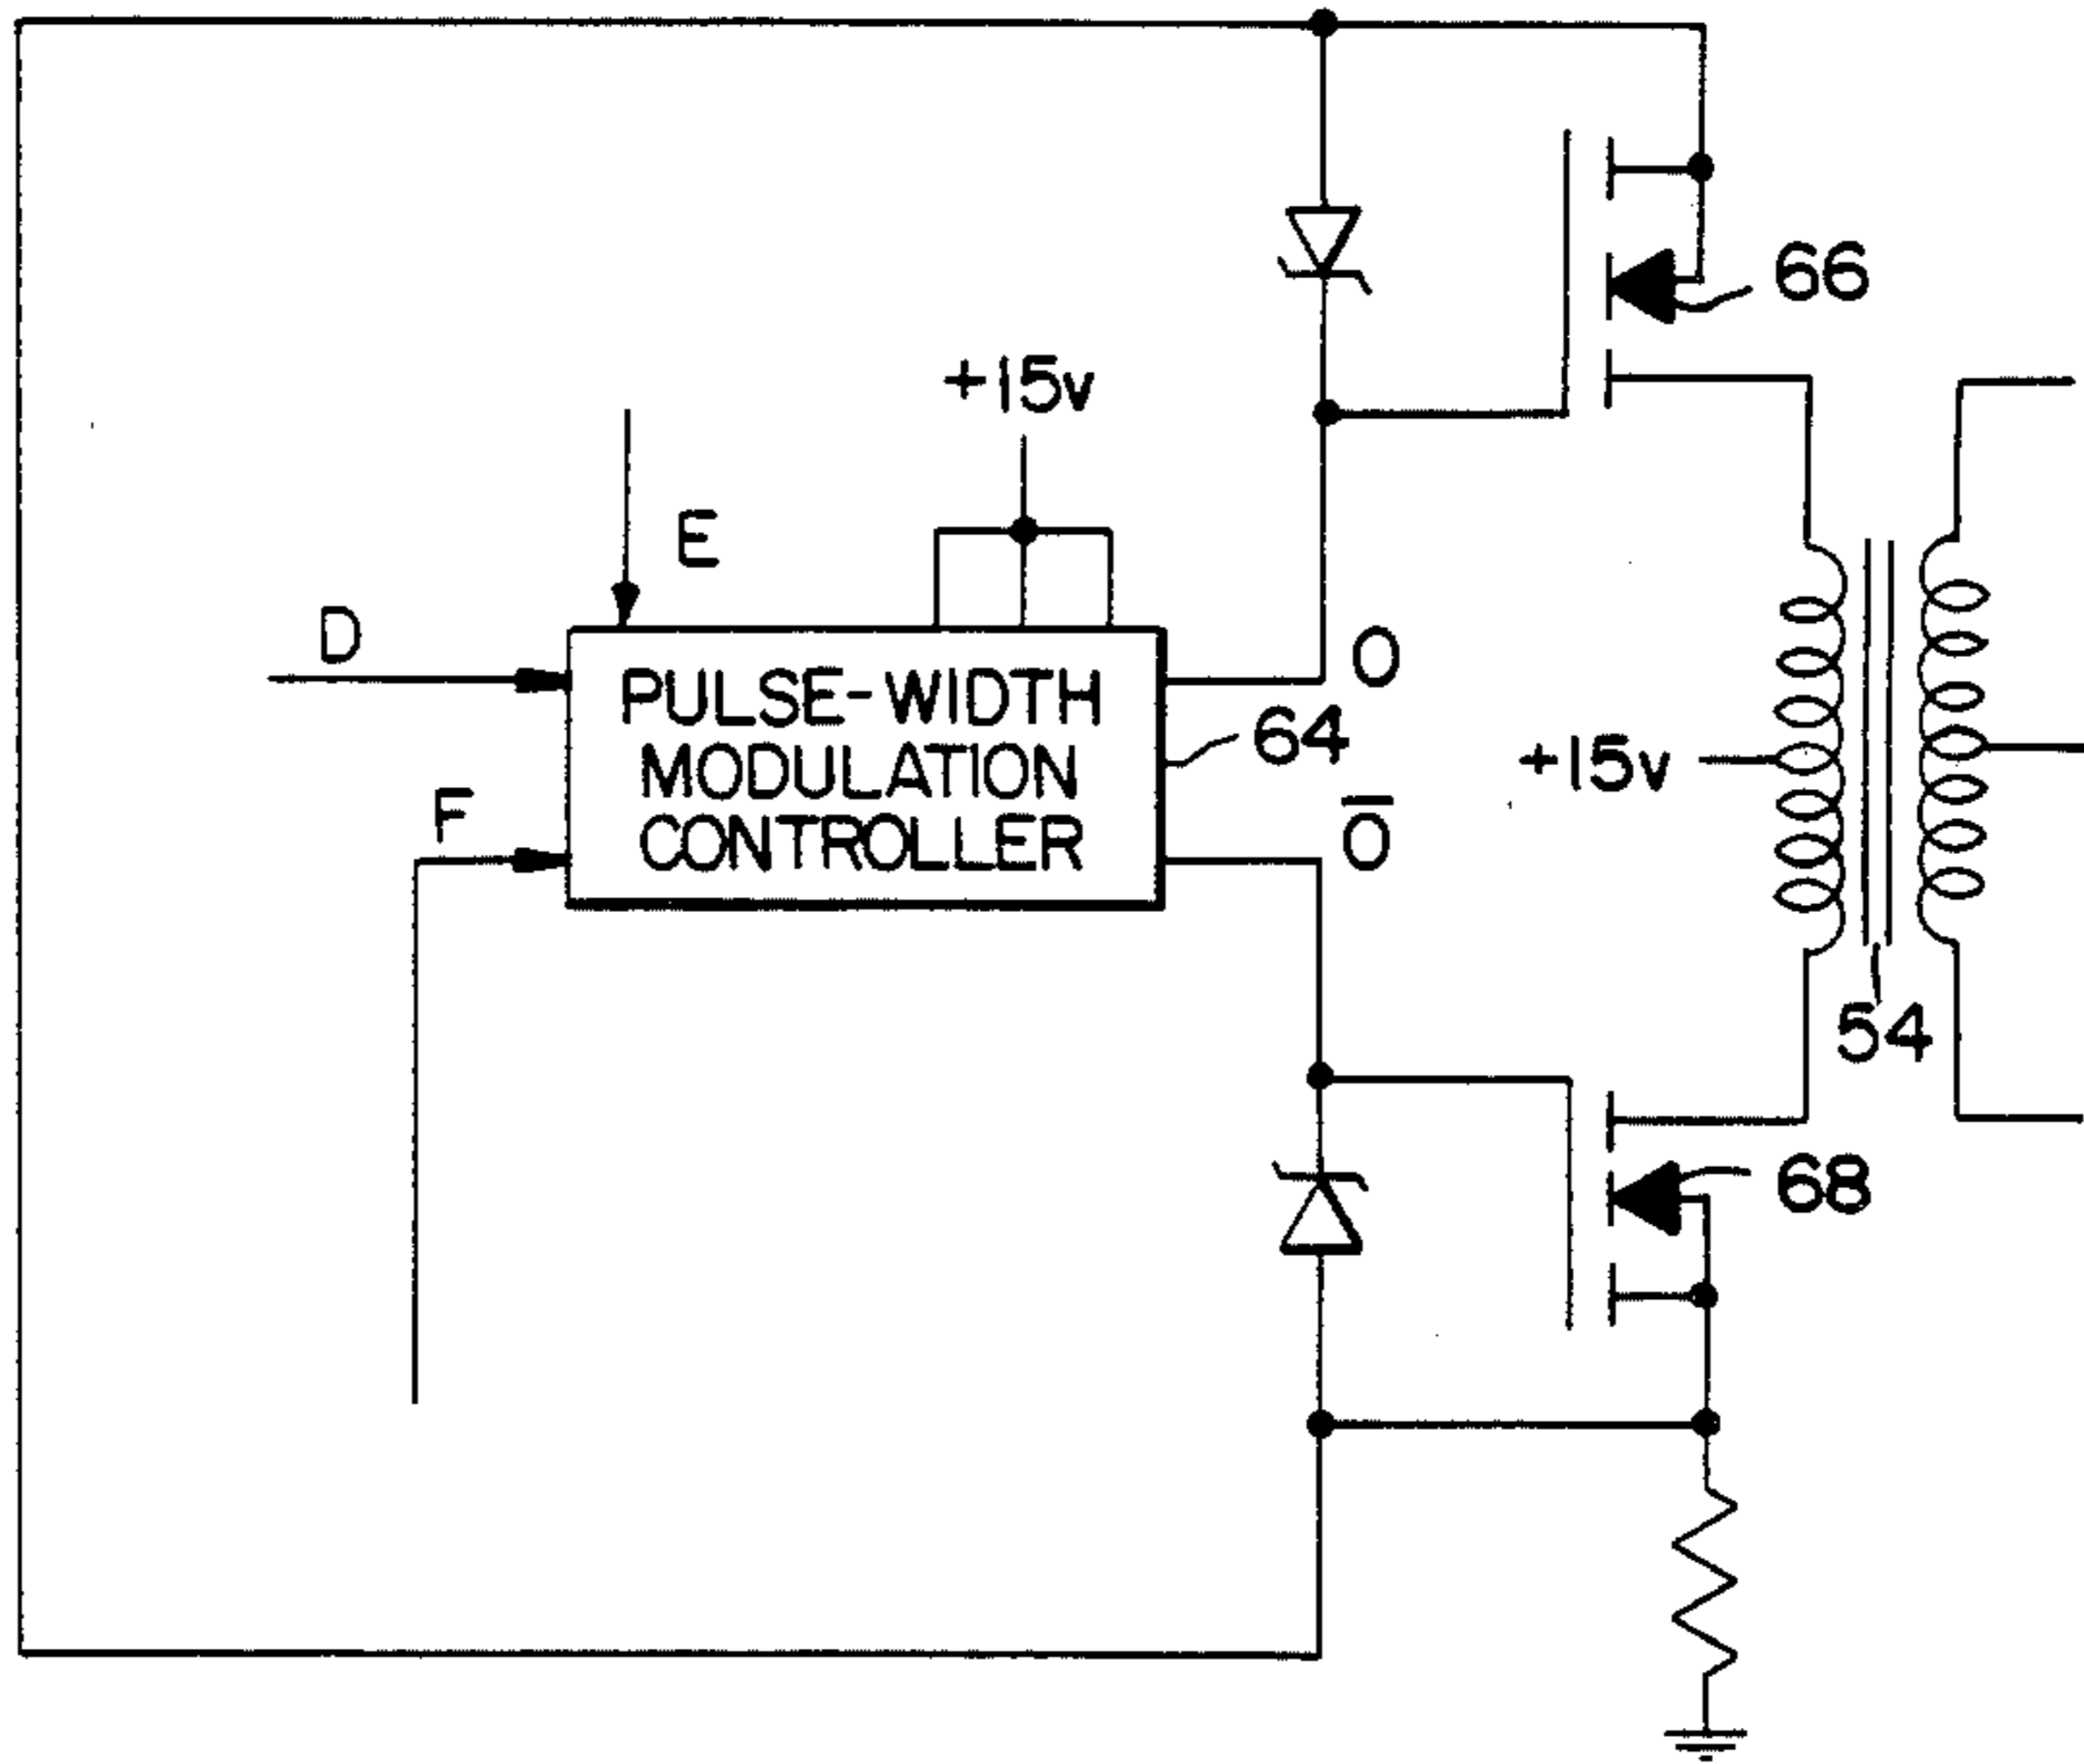 66
+15v
E
D
O
PULSE-WIDTH
MODULATION
CONTROLLER
64
+15v
F
O̅
54
68